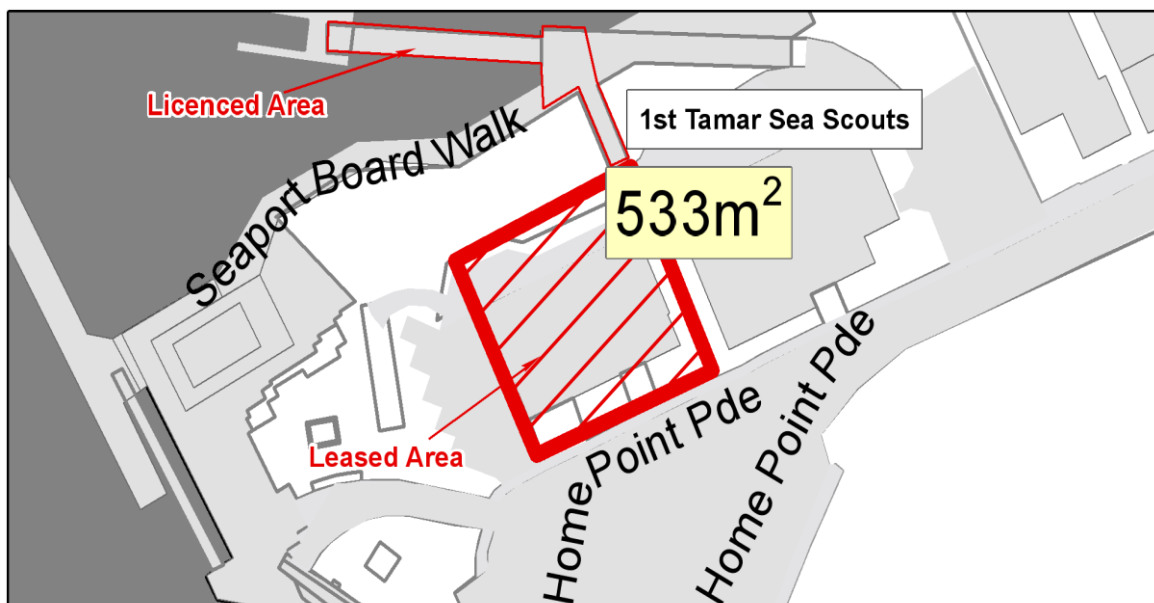 Licenced Area
1st Tamar Sea Scouts
Seaport Board Walk
533m²
Leased Area
Home Point Pde
Home Point Pde